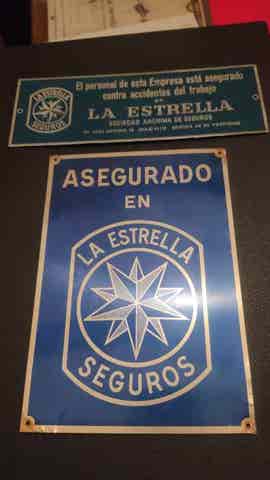 El personal de esta Empresa está asegurado
contra accidentes del trabajo
en
LA ESTRELLA
SOCIEDAD ANONIMA DE SEGUROS
LA ESTRELLA
SEGUROS
ASEGURADO
EN
LA ESTRELLA
SEGUROS